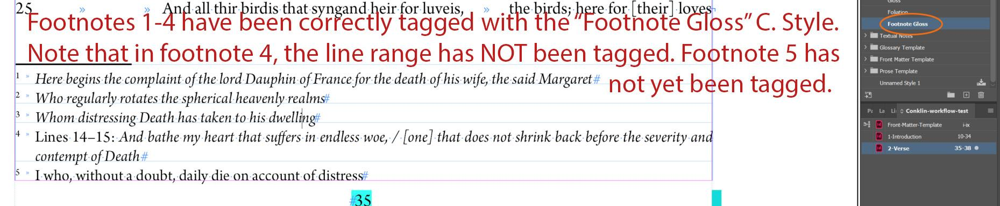 Gloss
25 » » And all thir birdis that syngand heir for luveis, » the birds; here for [their] loves¬
Foliation
Footnotes 1-4 have been correctly tagged with the “Footnote Gloss” C. Style.
Footnote Gloss
Textual Notes
Note that in footnote 4, the line range has NOT been tagged. Footnote 5 has
Glossary Template
Front Matter Template
not yet been tagged.
Prose Template
Unnamed Style 1
1 » Here begins the complaint of the lord Dauphin of France for the death of his wife, the said Margaret#
2 » Who regularly rotates the spherical heavenly realms#
3 » Whom distressing Death has taken to his dwelling#
4 » Lines 14–15: And bathe my heart that suffers in endless woe, / [one] that does not shrink back before the severity and
contempt of Death#
5 » I who, without a doubt, daily die on account of distress#
#35
Pa La Li Conklin-workflow-test
Front-Matter-Template i-ix
1-Introduction 10-34
2-Verse 35-38